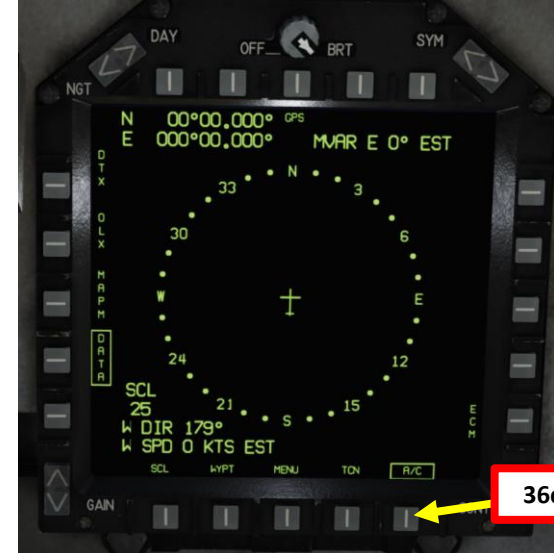 DAY
OFF
BRT
SYM
NGT
N 00°00.000° GPS
E 000°00.000° MVAR E 0° EST
DTX
OLX
MAPM
DATA
N
3
6
E
12
15
S
21
24
W
30
33
SCL
25
W DIR 179°
W SPD 0 KTS EST
ECM
SCL WYPT MENU TCN A/C
GAIN